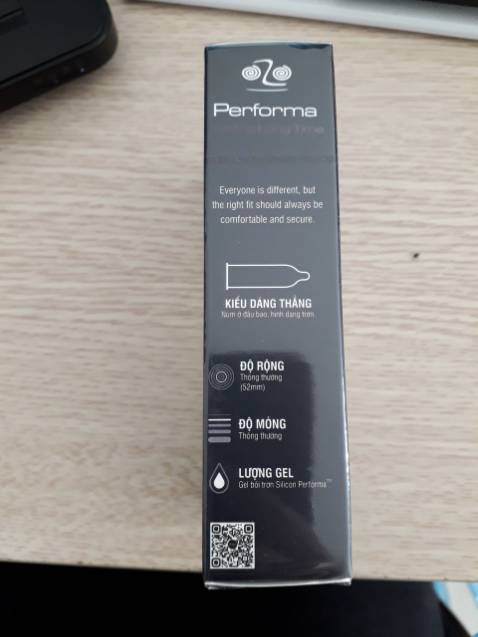 OZO
Performa
Everyone is different, but
the right fit should always be
comfortable and secure.
KIỂU DÁNG THẲNG
Núm ở đầu bao, hình dạng trơn
ĐỘ RỘNG
Thông thường
(52mm)
ĐỘ MỎNG
Thông thường
LƯỢNG GEL
Gel bôi trơn Silicon Performa™